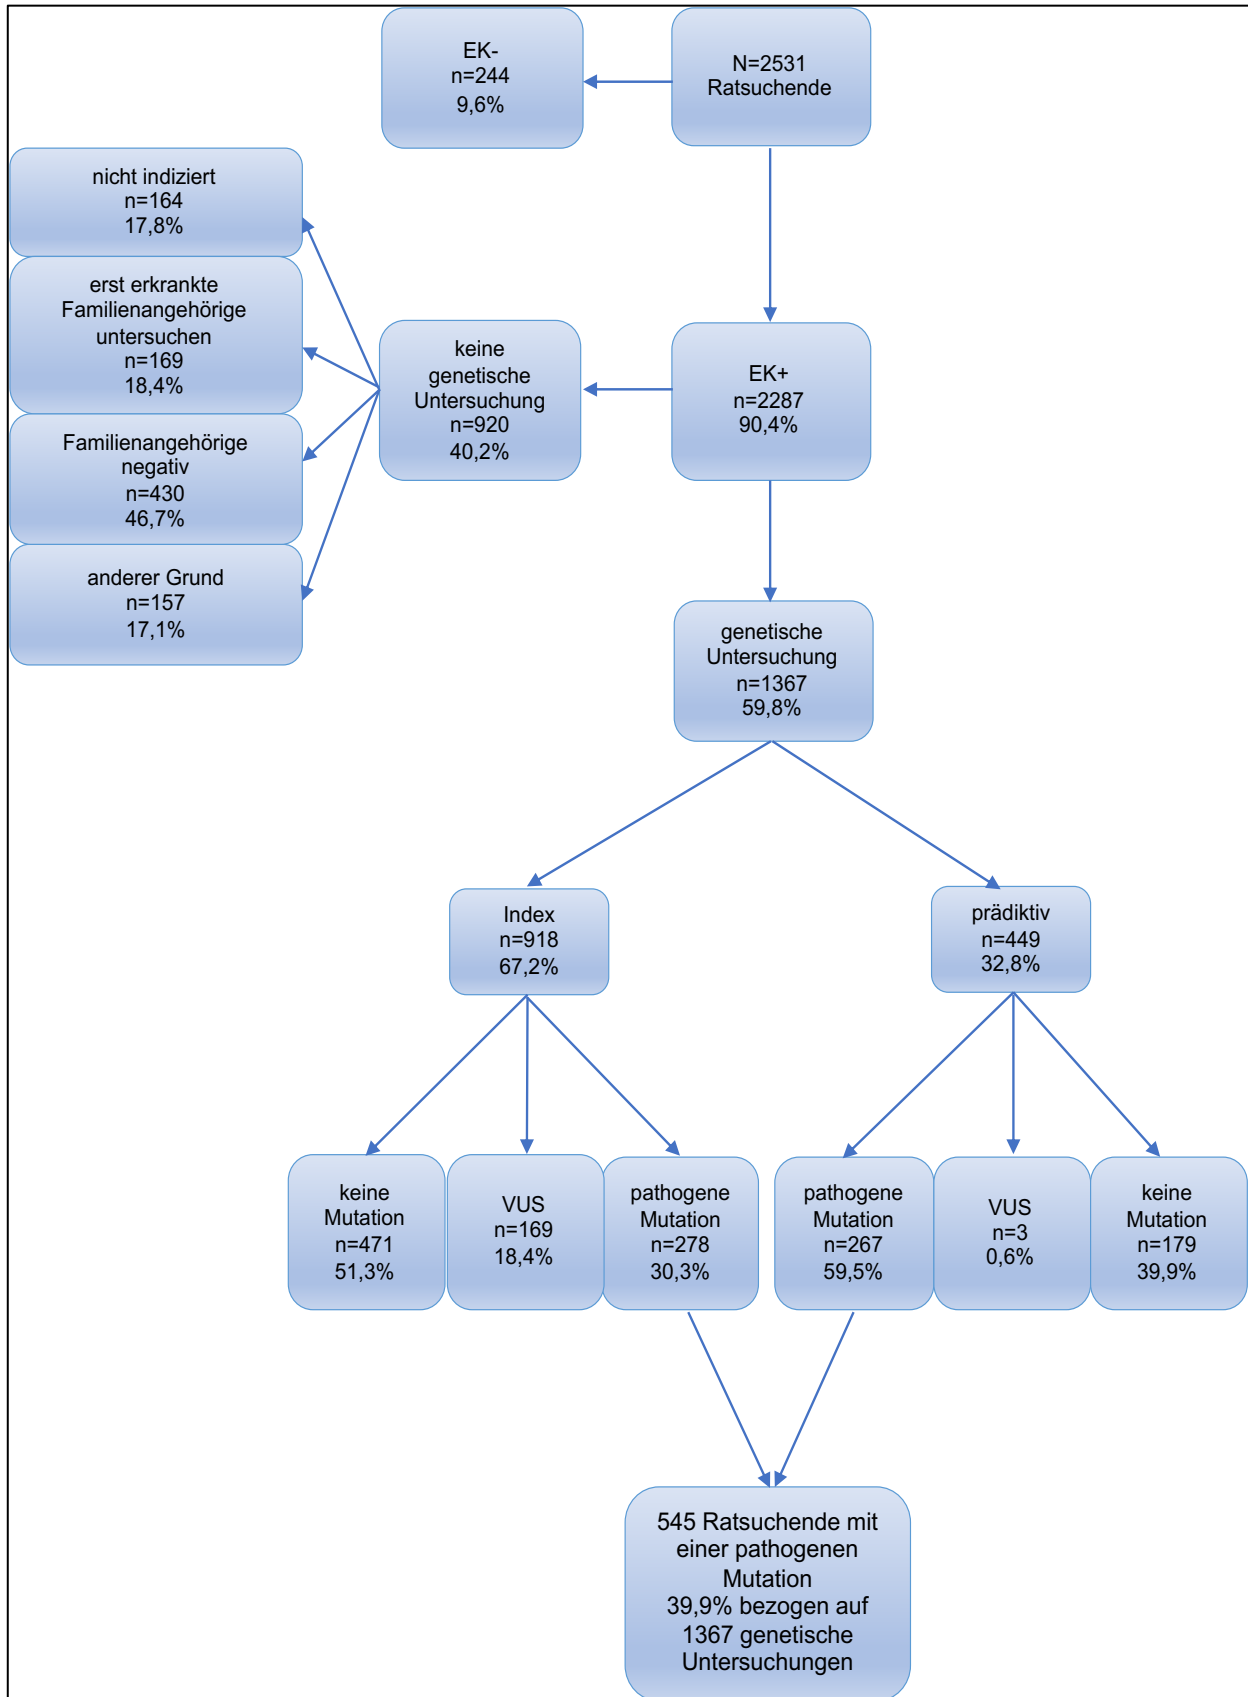 EK-
n=244
9,6%
N=2531
Ratsuchende
nicht indiziert
n=164
17,8%
erst erkrankte
Familienangehörige
untersuchen
n=169
18,4%
Familienangehörige
negativ
n=430
46,7%
anderer Grund
n=157
17,1%
keine
genetische
Untersuchung
n=920
40,2%
EK+
n=2287
90,4%
genetische
Untersuchung
n=1367
59,8%
Index
n=918
67,2%
prädiktiv
n=449
32,8%
keine
Mutation
n=471
51,3%
VUS
n=169
18,4%
pathogene
Mutation
n=278
30,3%
pathogene
Mutation
n=267
59,5%
VUS
n=3
0,6%
keine
Mutation
n=179
39,9%
545 Ratsuchende mit
einer pathogenen
Mutation
39,9% bezogen auf
1367 genetische
Untersuchungen